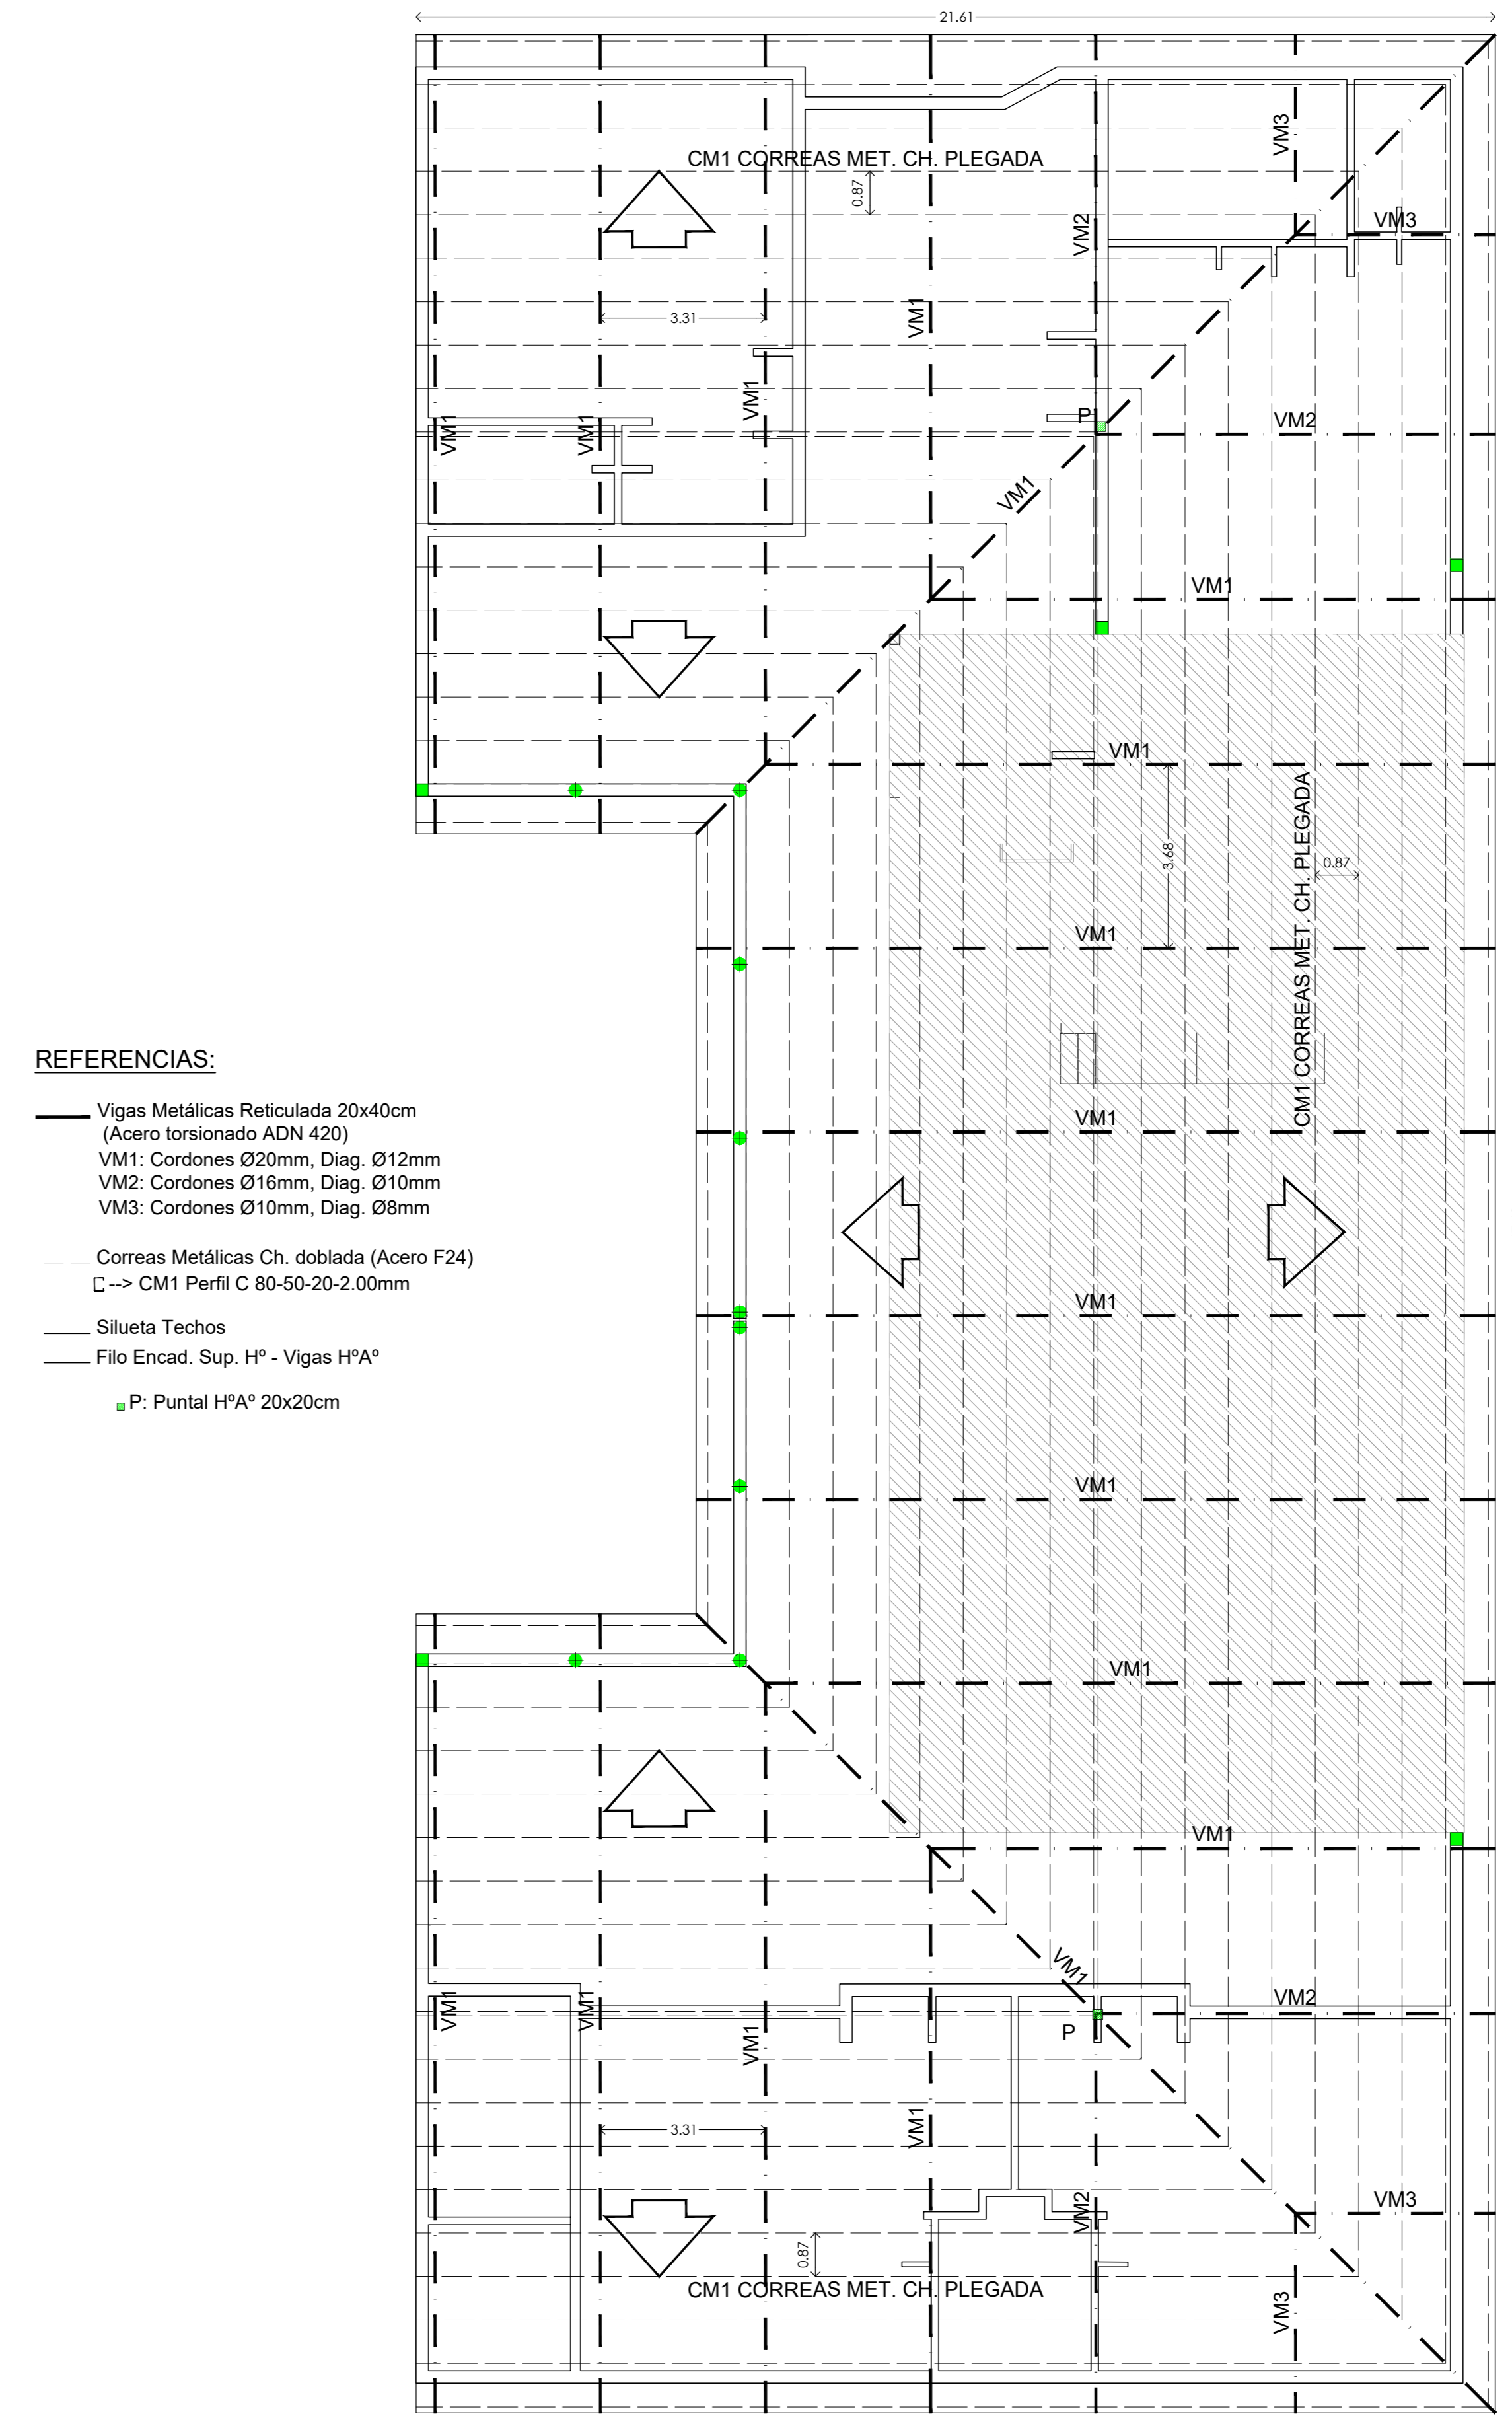 21.61
VM3
CM1 CORREAS MET. CH. PLEGADA
0.87
VM3
VM2
VM1
3.31
VM1
P
VM2
VM1
VM1
VM1
VM1
VM1
CM1 CORREAS MET. CH. PLEGADA
3.68
0.87
VM1
REFERENCIAS:
Vigas Metálicas Reticulada 20x40cm
(Acero torsionado ADN 420)
VM1: Cordones Ø20mm, Diag. Ø12mm
VM2: Cordones Ø16mm, Diag. Ø10mm
VM3: Cordones Ø10mm, Diag. Ø8mm
Correas Metálicas Ch. doblada (Acero F24)
--> CM1 Perfil C 80-50-20-2.00mm
Silueta Techos
Filo Encad. Sup. Hº - Vigas HºAº
P: Puntal HºAº 20x20cm
VM1
VM1
VM1
VM1
VM1
VM1
VM2
VM1
VM1
VM1
P
VM1
3.31
VM3
VM2
0.87
CM1 CORREAS MET. CH. PLEGADA
VM3